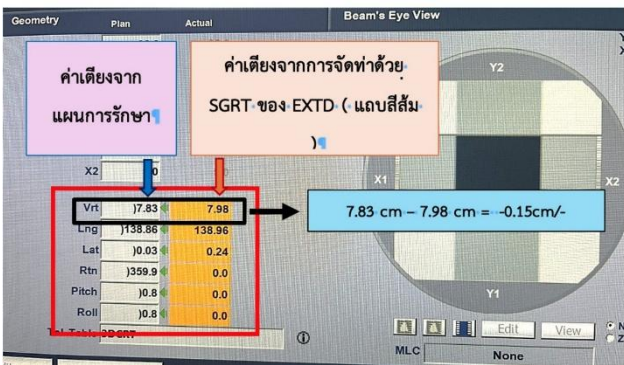 Geometry
Plan
Actual
Beam's Eye View
ค่าเตียงจาก
แผนการรักษา¶
ค่าเตียงจากการจัดท่าด้วย
SGRT·ของ·EXTD·(·แถบสีส้ม·
)¶
Y2
X2
X1
X2
Vrt )7.83 7.98
Lng )138.86 138.96
Lat )0.03 0.24
Rtn )359.9 0.0
Pitch )0.8 0.0
Roll )0.8 0.0
7.83·cm·–·7.98·cm·=·-0.15cm/-
Y1
Edit
View
MLC
None